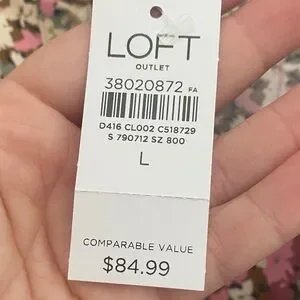 LOFT
OUTLET
38020872 FA
D416 CL002 C518729
S 790712 SZ 800
L
COMPARABLE VALUE
$84.99